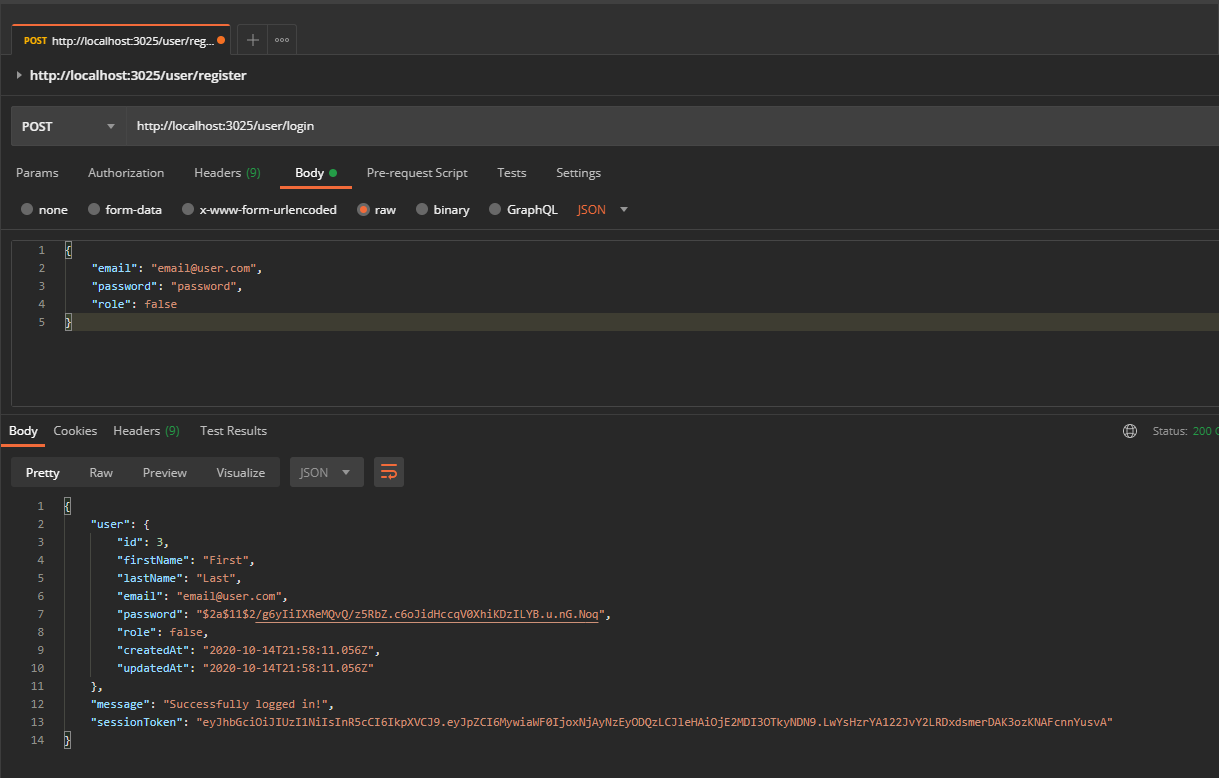 POST http://localhost:3025/user/reg...
http://localhost:3025/user/register
POST http://localhost:3025/user/login
Params Authorization Headers (9) Body Pre-request Script Tests Settings
none form-data x-www-form-urlencoded raw binary GraphQL JSON
1 {
2 "email": "email@user.com",
3 "password": "password",
4 "role": false
5 }
Body Cookies Headers (9) Test Results Status: 200
Pretty Raw Preview Visualize JSON
1 {
2 "user": {
3 "id": 3,
4 "firstName": "First",
5 "lastName": "Last",
6 "email": "email@user.com",
7 "password": "$2a$11$2/g6yIiIXReMQvQ/z5RbZ.c6oJidHccqV0XhiKDzILYB.u.nG.Noq",
8 "role": false,
9 "createdAt": "2020-10-14T21:58:11.056Z",
10 "updatedAt": "2020-10-14T21:58:11.056Z"
11 },
12 "message": "Successfully logged in!",
13 "sessionToken": "eyJhbGciOiJIUzI1NiIsInR5cCI6IkpXVCJ9.eyJpZCI6MywiaWF0IjoxNjAyNzEyODQzLCJleHAiOjE2MDI3OTkyNDN9.LwYsHzrYA122JvY2LRDxdsmerDAK3ozKNAFcnnYusvA"
14 }